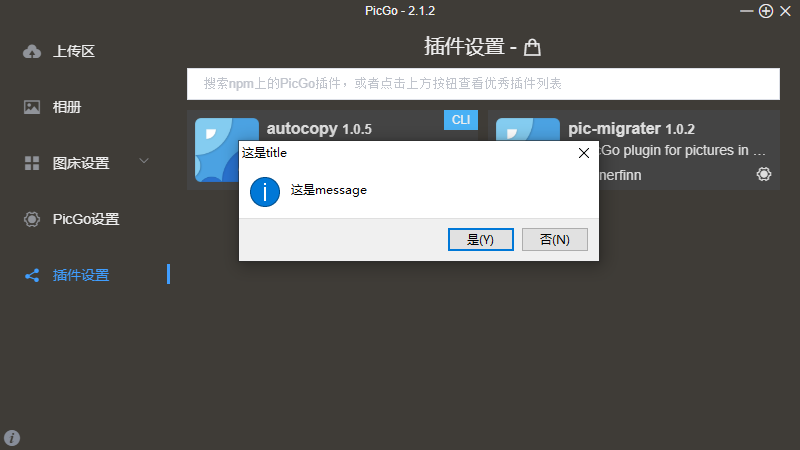 PicGo - 2.1.2
上传区
相册
图床设置
PicGo设置
插件设置
插件设置 -
搜索npm上的PicGo插件，或者点击上方按钮查看优秀插件列表
autocopy 1.0.5
CLI
pic-migrater 1.0.2
Go plugin for pictures in ...
nerfinn
这是title
这是message
是(Y)
否(N)